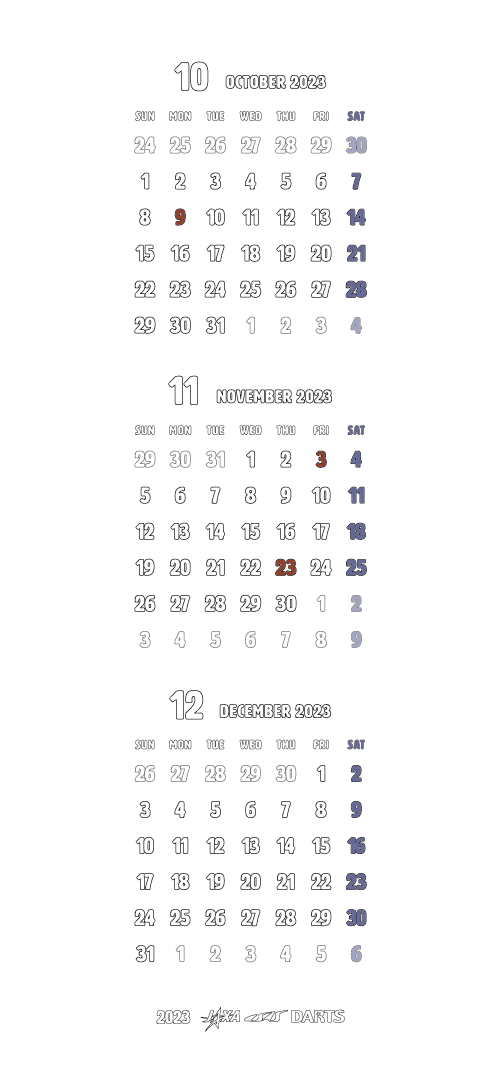 10 OCTOBER 2023
SUN MON TUE WED THU FRI SAT
24 25 26 27 28 29 30
1 2 3 4 5 6 7
8 9 10 11 12 13 14
15 16 17 18 19 20 21
22 23 24 25 26 27 28
29 30 31 1 2 3 4
11 NOVEMBER 2023
SUN MON TUE WED THU FRI SAT
29 30 31 1 2 3 4
5 6 7 8 9 10 11
12 13 14 15 16 17 18
19 20 21 22 23 24 25
26 27 28 29 30 1 2
3 4 5 6 7 8 9
12 DECEMBER 2023
SUN MON TUE WED THU FRI SAT
26 27 28 29 30 1 2
3 4 5 6 7 8 9
10 11 12 13 14 15 16
17 18 19 20 21 22 23
24 25 26 27 28 29 30
31 1 2 3 4 5 6
2023 JAXA DARTS